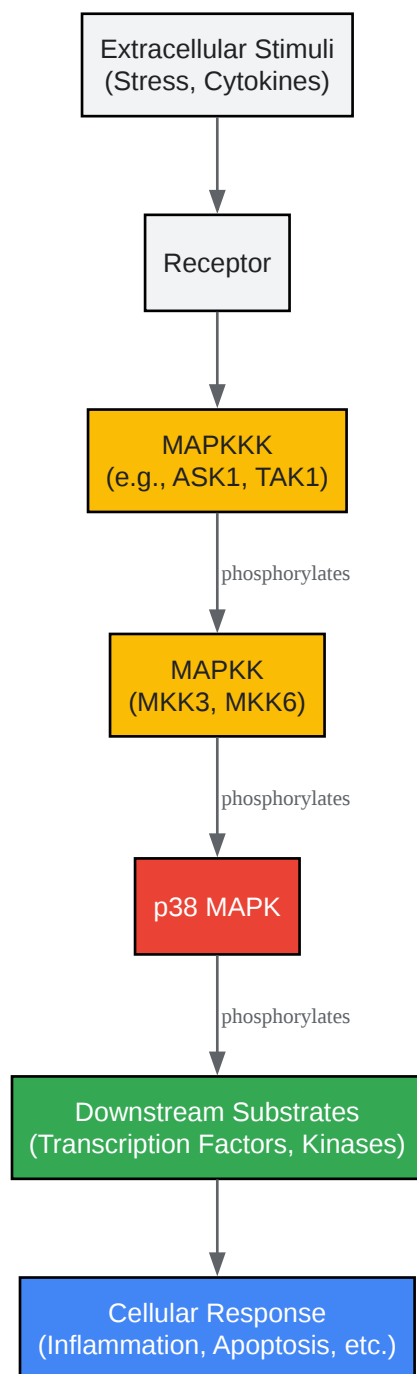 Extracellular Stimuli
(Stress, Cytokines)
Receptor
MAPKKK
(e.g., ASK1, TAK1)
phosphorylates
MAPKK
(MKK3, MKK6)
phosphorylates
p38 MAPK
phosphorylates
Downstream Substrates
(Transcription Factors, Kinases)
Cellular Response
(Inflammation, Apoptosis, etc.)